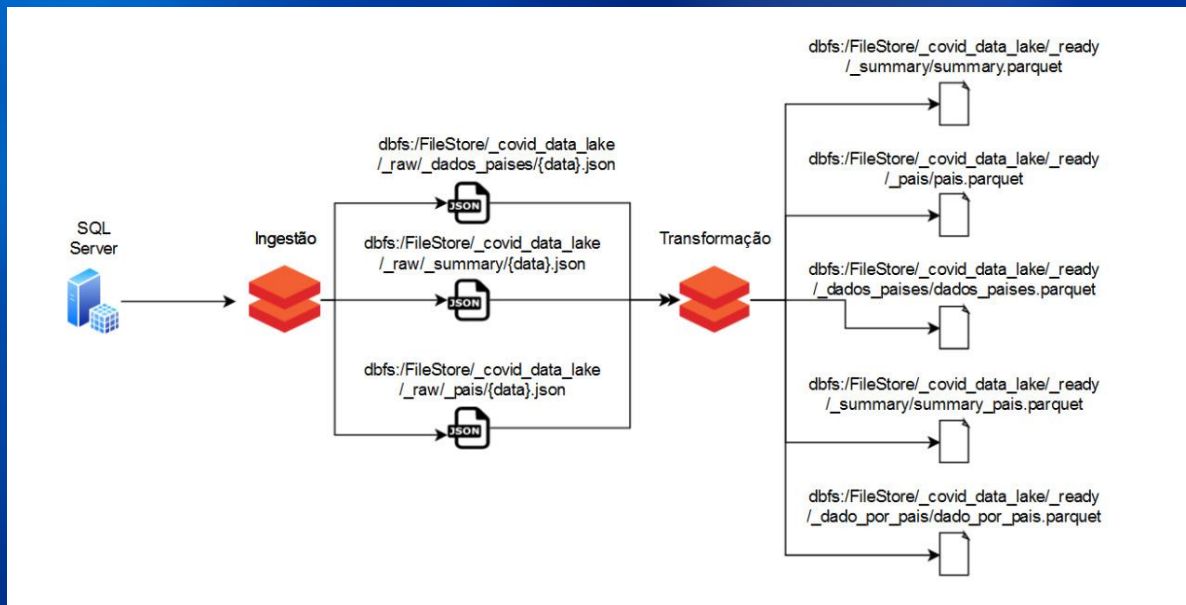 SQL
Server
Ingestão
dbfs:/FileStore/_covid_data_lake
/_raw/_dados_paises/{data}.json
JSON
dbfs:/FileStore/_covid_data_lake
/_raw/_summary/{data}.json
JSON
dbfs:/FileStore/_covid_data_lake
/_raw/_pais/{data}.json
JSON
Transformação
dbfs:/FileStore/_covid_data_lake/_ready
/_summary/summary.parquet
dbfs:/FileStore/_covid_data_lake/_ready
/_pais/pais.parquet
dbfs:/FileStore/_covid_data_lake/_ready
/_dados_paises/dados_paises.parquet
dbfs:/FileStore/_covid_data_lake/_ready
/_summary/summary_pais.parquet
dbfs:/FileStore/_covid_data_lake/_ready
/_dado_por_pais/dado_por_pais.parquet